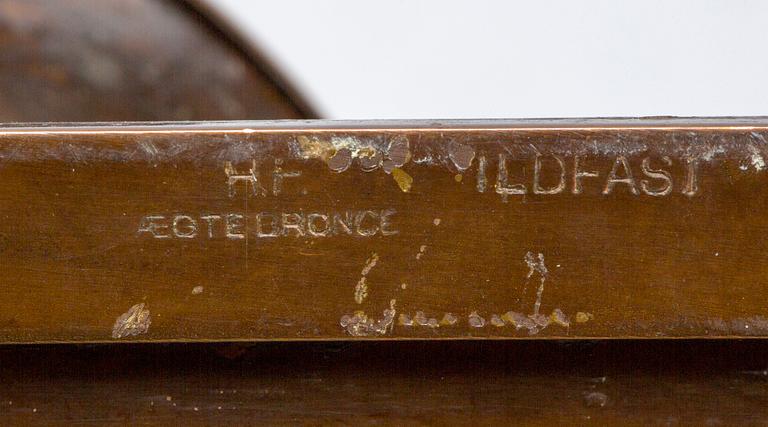 H.F. ILDFAST
ÆGTE BRONCE